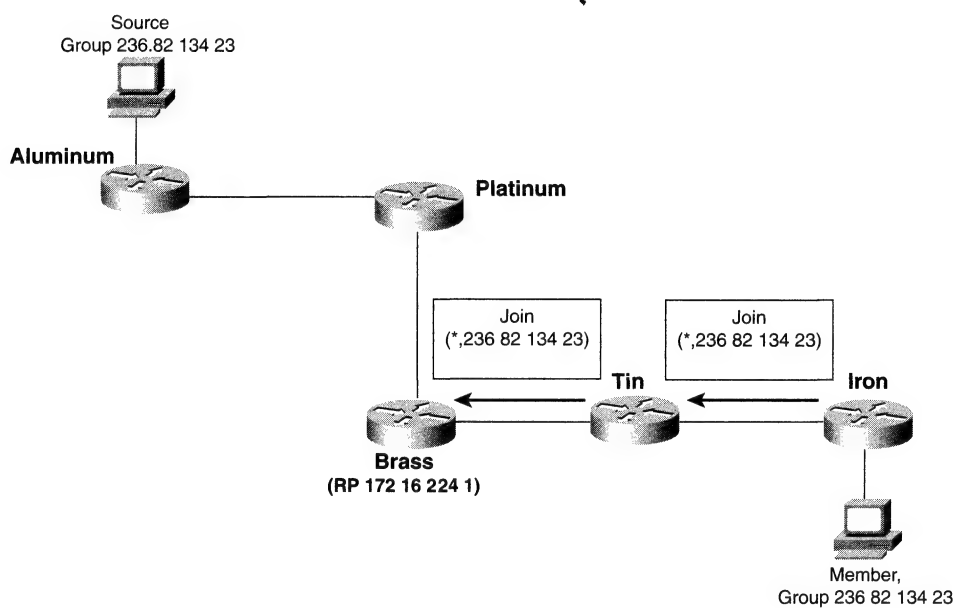 Source
Group 236.82 134 23
Aluminum
Platinum
Join
(*,236 82 134 23)
Join
(*,236 82 134 23)
Tin
Iron
Brass
(RP 172 16 224 1)
Member,
Group 236 82 134 23